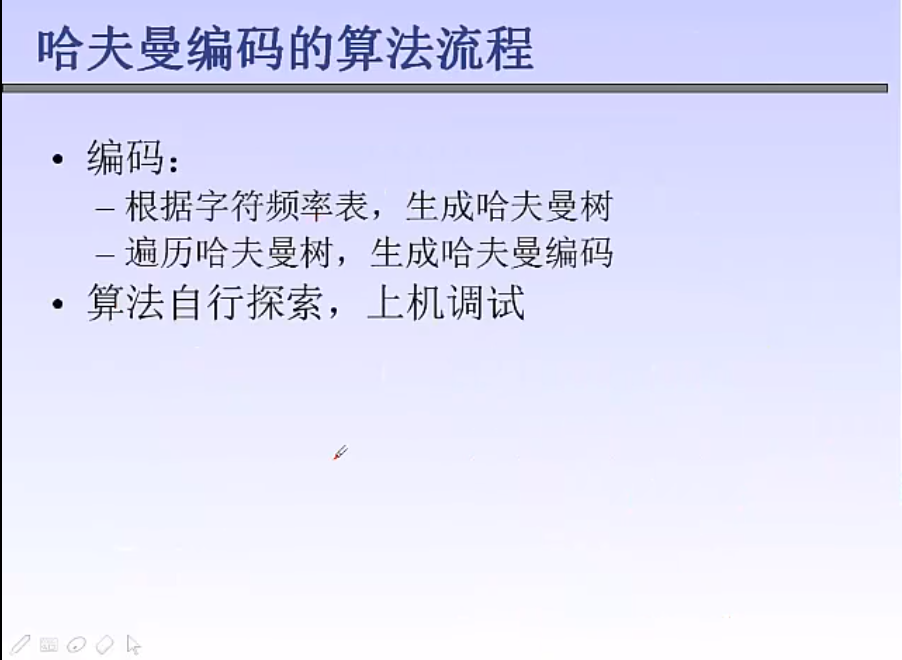 哈夫曼编码的算法流程
• 编码：
– 根据字符频率表，生成哈夫曼树
– 遍历哈夫曼树，生成哈夫曼编码
• 算法自行探索，上机调试